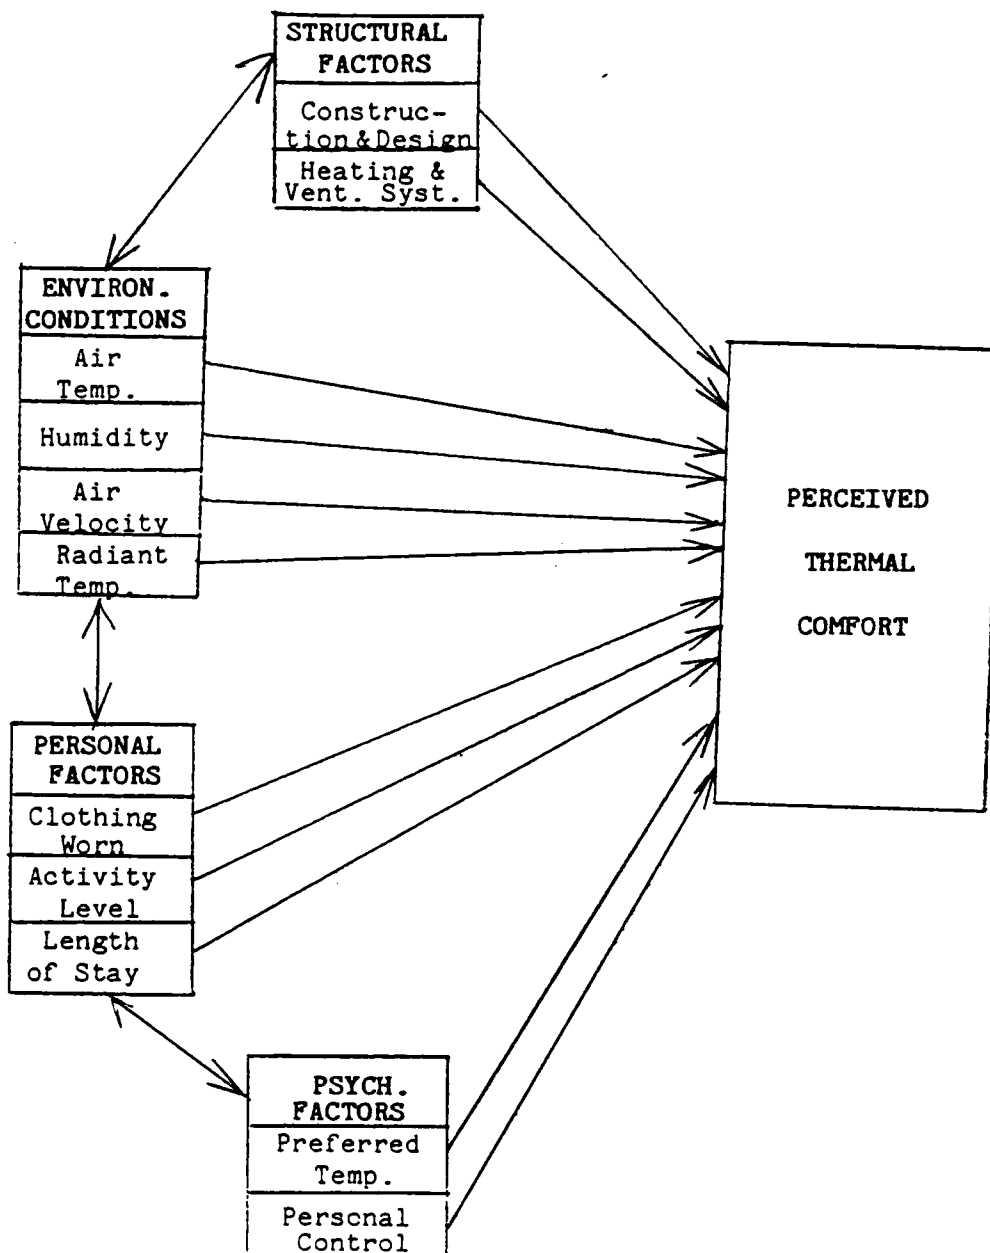 STRUCTURAL
FACTORS
Construc-
tion & Design
Heating &
Vent. Syst.
ENVIRON.
CONDITIONS
Air
Temp.
Humidity
Air
Velocity
Radiant
Temp.
PERCEIVED
THERMAL
COMFORT
PERSONAL
FACTORS
Clothing
Worn
Activity
Level
Length
of Stay
PSYCH.
FACTORS
Preferred
Temp.
Personal
Control